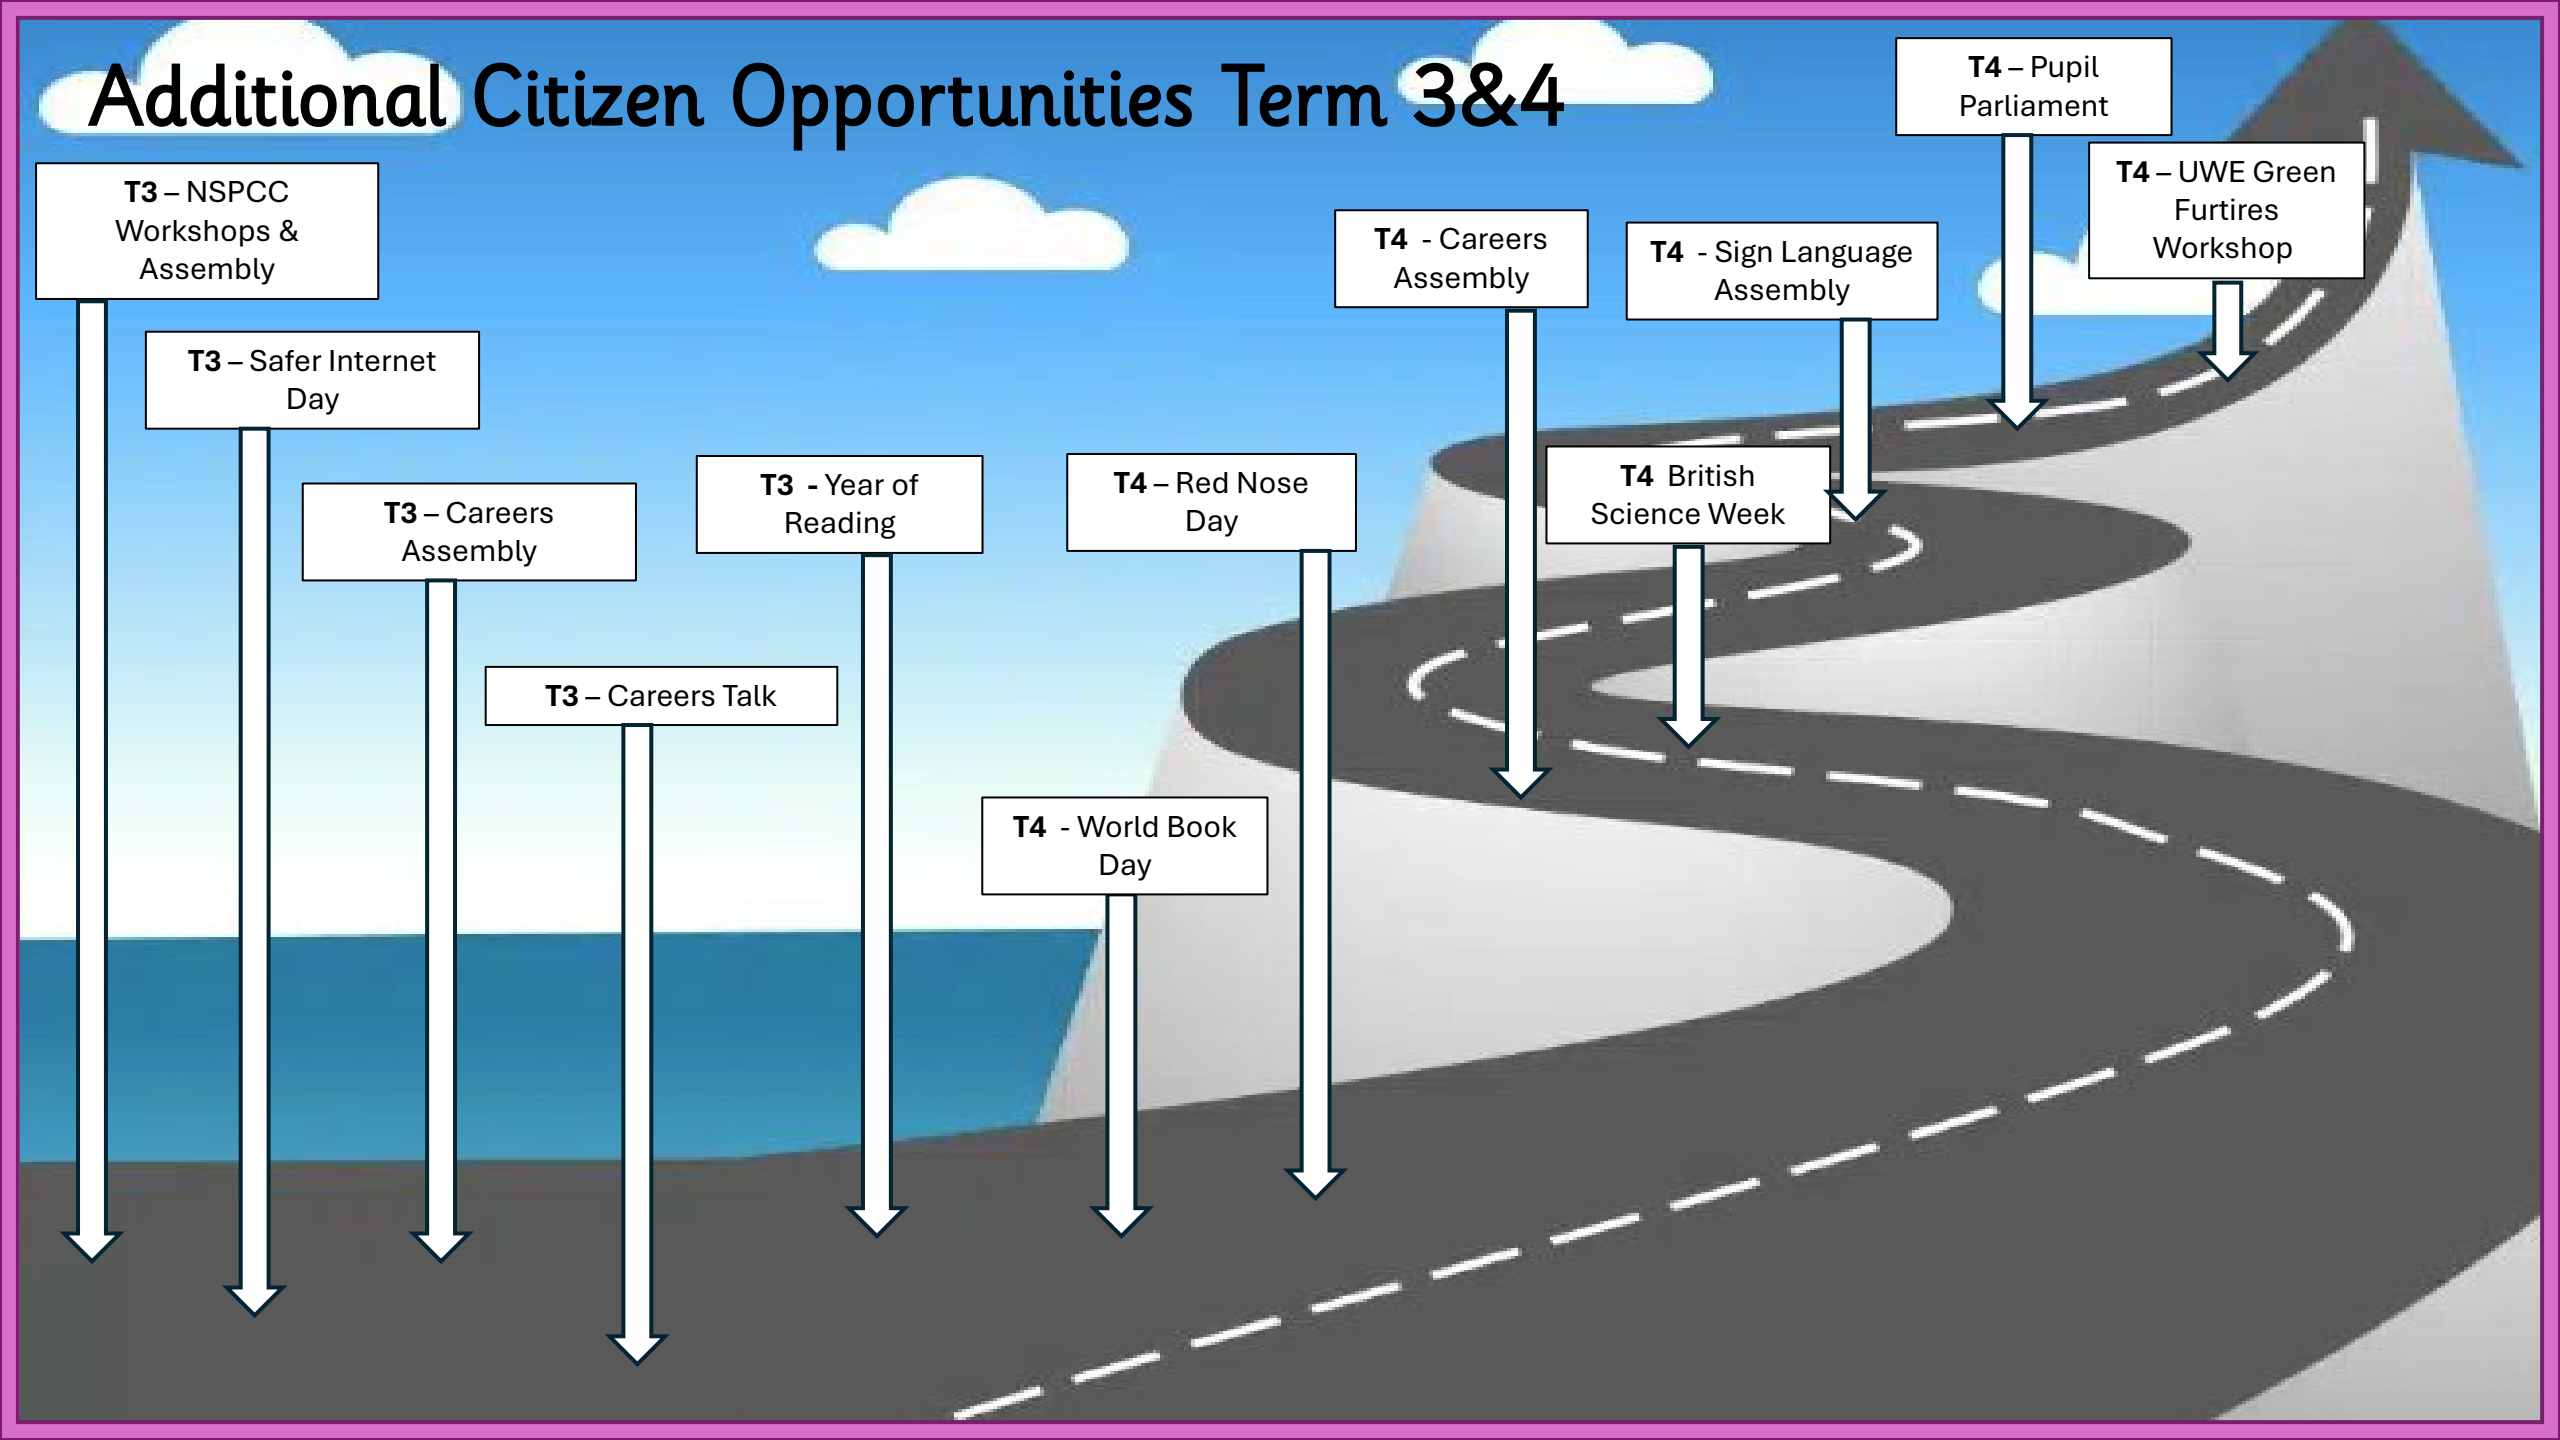 Additional Citizen Opportunities Term 3&4
T3 – NSPCC
Workshops &
Assembly
T3 – Safer Internet
Day
T3 – Careers
Assembly
T3 – Careers Talk
T3 - Year of
Reading
T4 - World Book
Day
T4 – Red Nose
Day
T4 - Careers
Assembly
T4 British
Science Week
T4 - Sign Language
Assembly
T4 – Pupil
Parliament
T4 – UWE Green
Furtires
Workshop